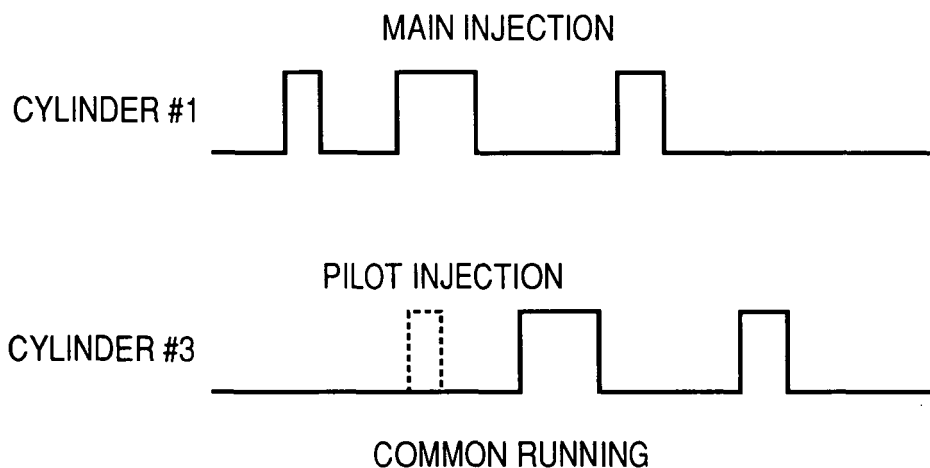 MAIN INJECTION
CYLINDER #1
PILOT INJECTION
CYLINDER #3
COMMON RUNNING